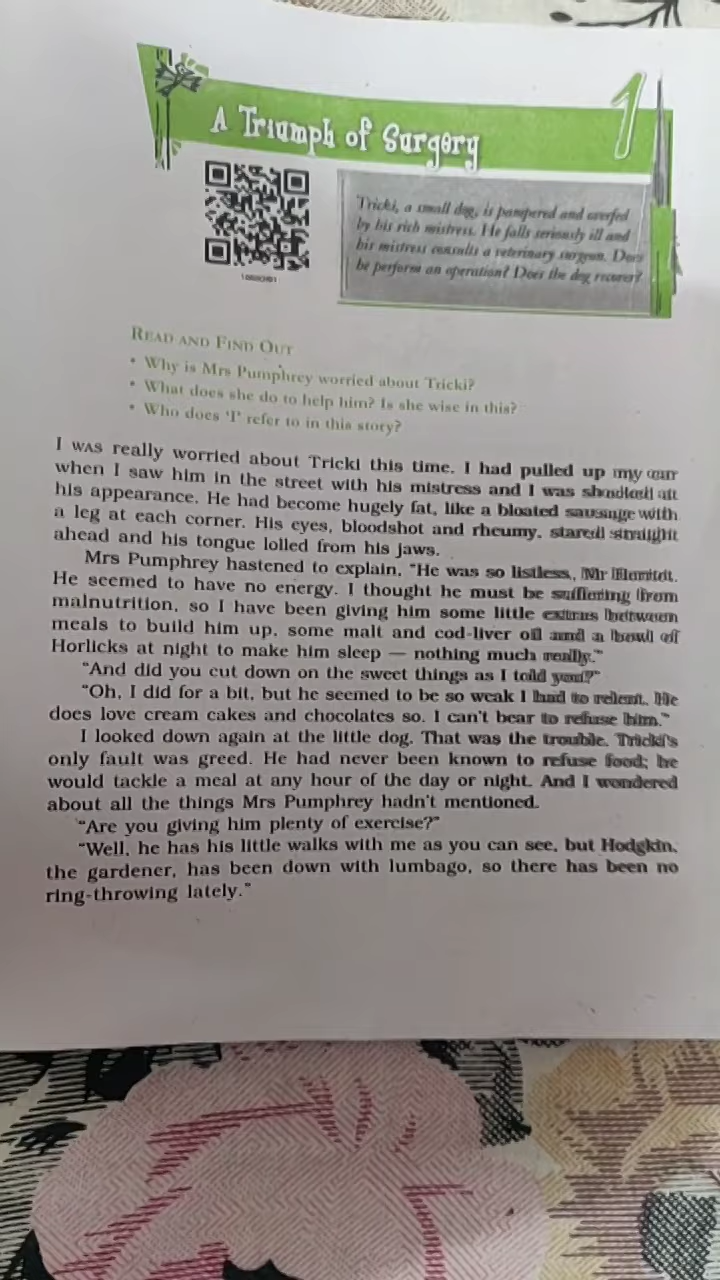 1
A Triumph of Surgery
Tricki, a small dog, is pampered and overfed
by his rich mistress. He falls seriously ill and
his mistress consults a veterinary surgeon. Does
he perform an operation? Does the dog recover?
READ AND FIND OUT
• Why is Mrs Pumphrey worried about Tricki?
• What does she do to help him? Is she wise in this?
• Who does 'I' refer to in this story?
I WAS really worried about Tricki this time. I had pulled up my car
when I saw him in the street with his mistress and I was shocked at
his appearance. He had become hugely fat, like a bloated sausage with
a leg at each corner. His eyes, bloodshot and rheumy, stared straight
ahead and his tongue lolled from his jaws.
Mrs Pumphrey hastened to explain, "He was so listless, Mr Herriot.
He seemed to have no energy. I thought he must be suffering from
malnutrition, so I have been giving him some little extras between
meals to build him up, some malt and cod-liver oil and a bowl of
Horlicks at night to make him sleep — nothing much really."
"And did you cut down on the sweet things as I told you?"
"Oh, I did for a bit, but he seemed to be so weak I had to relent. He
does love cream cakes and chocolates so. I can't bear to refuse him."
I looked down again at the little dog. That was the trouble. Tricki's
only fault was greed. He had never been known to refuse food; he
would tackle a meal at any hour of the day or night. And I wondered
about all the things Mrs Pumphrey hadn't mentioned.
"Are you giving him plenty of exercise?"
"Well, he has his little walks with me as you can see, but Hodgkin,
the gardener, has been down with lumbago, so there has been no
ring-throwing lately."